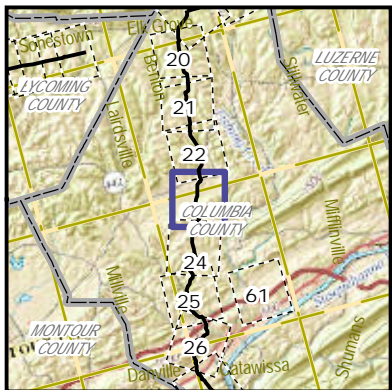 Sonestown
Elk Grove
LUZERNE
COUNTY
20
Benton
Stillwater
LYCOMING
COUNTY
21
Lairdsville
22
COLUMBIA
COUNTY
Mifflinville
24
Millville
61
25
MONTOUR
COUNTY
26
Danville
Catawissa
Shumans